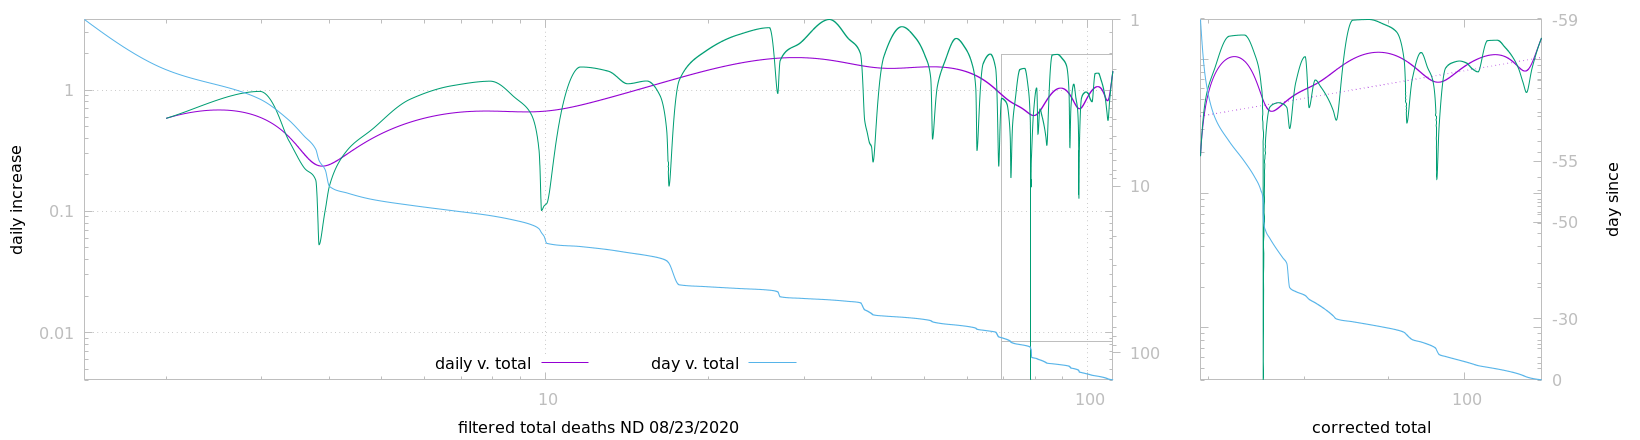 1
-59
1
daily increase
-55
10
day since
0.1
-50
-30
0.01
100
daily v. total
day v. total
0
10
100
100
filtered total deaths ND 08/23/2020
corrected total